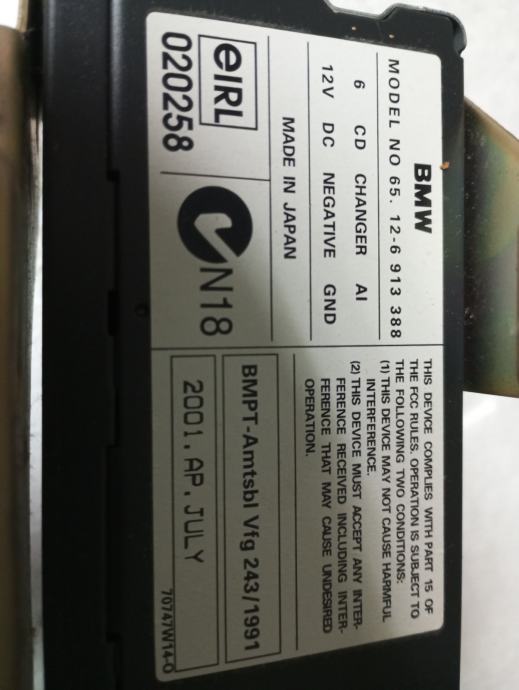 BMW
MODEL NO 65. 12-6 913 388
6 CD CHANGER AI
12V DC NEGATIVE GND
MADE IN JAPAN
eIRL
020258
N18
THIS DEVICE COMPLIES WITH PART 15 OF
THE FCC RULES, OPERATION IS SUBJECT TO
THE FOLLOWING TWO CONDITIONS:
(1) THIS DEVICE MAY NOT CAUSE HARMFUL
INTERFERENCE.
(2) THIS DEVICE MUST ACCEPT ANY INTER-
FERENCE RECEIVED INCLUDING INTER-
FERENCE THAT MAY CAUSE UNDESIRED
OPERATION.
BMPT-Amtsbl Vfg 243/1991
2001.AP.JULY
70747W14-0